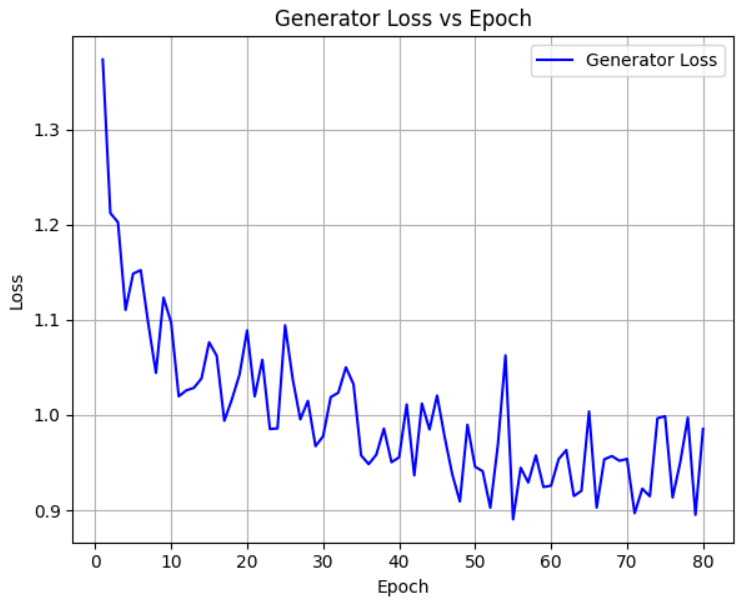 Generator Loss vs Epoch
Generator Loss
1.3
1.2
1.1
1.0
0.9
Loss
0 10 20 30 40 50 60 70 80
Epoch